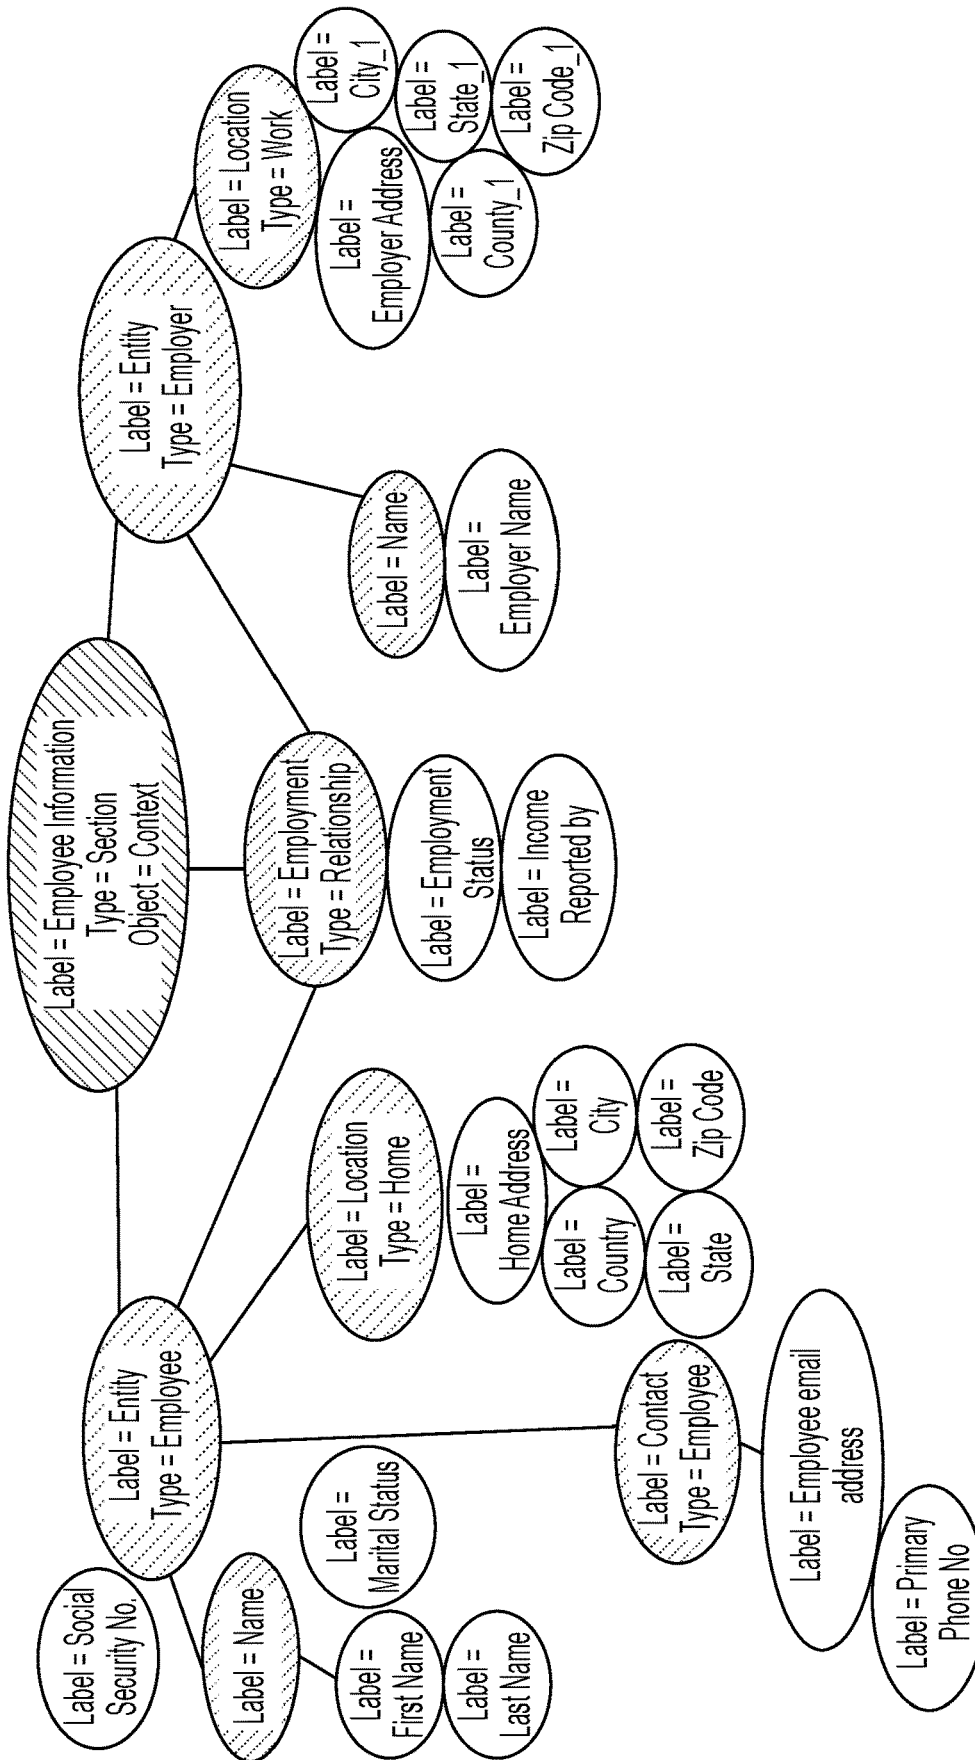 Label = Employee Information
Type = Section
Object = Context
Label = Social
Security No.
Label = Entity
Type = Employee
Label = Entity
Type = Employer
Label = Name
Label =
First Name
Label =
Last Name
Label =
Marital Status
Label = Contact
Type = Employee
Label = Employee email
address
Label = Primary
Phone No
Label = Location
Type = Home
Label =
Home Address
Label =
Country
Label =
City
Label =
State
Label =
Zip Code
Label = Employment
Type = Relationship
Label = Employment
Status
Label = Income
Reported by
Label = Name
Label =
Employer Name
Label = Location
Type = Work
Label =
Employer Address
Label =
City_1
Label =
County_1
Label =
State_1
Label =
Zip Code_1